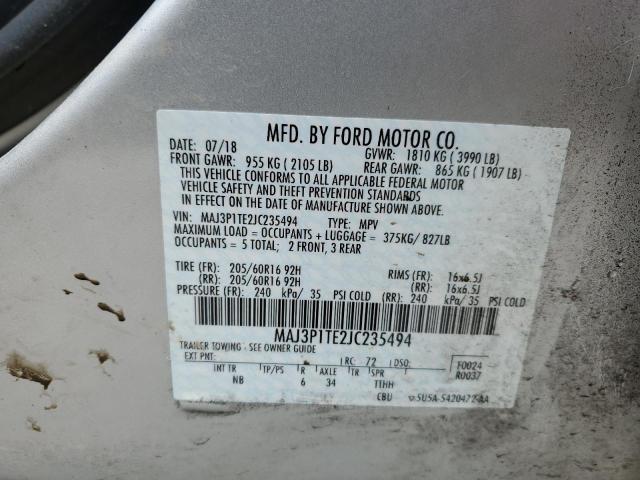 MFD. BY FORD MOTOR CO.
DATE: 07/18 GVWR: 1810 KG ( 3990 LB)
FRONT GAWR: 955 KG ( 2105 LB) REAR GAWR: 865 KG ( 1907 LB)
THIS VEHICLE CONFORMS TO ALL APPLICABLE FEDERAL MOTOR
VEHICLE SAFETY AND THEFT PREVENTION STANDARDS
IN EFFECT ON THE DATE OF MANUFACTURE SHOWN ABOVE.
VIN: MAJ3P1TE2JC235494 TYPE: MPV
MAXIMUM LOAD = OCCUPANTS + LUGGAGE = 375KG/ 827LB
OCCUPANTS = 5 TOTAL; 2 FRONT, 3 REAR
TIRE (FR): 205/60R16 92H RIMS (FR): 16x6.5J
(RR): 205/60R16 92H (RR): 16x6.5J
PRESSURE (FR): 240 kPa/ 35 PSI COLD (RR): 240 kPa/ 35 PSI COLD
MAJ3P1TE2JC235494
TRAILER TOWING - SEE OWNER GUIDE
EXT PNT: RC: 72 DSO: F0024
INT TR TP/PS R AXLE TR SPR R0037
NB 6 34 TTHH
CBU 5U5A-5420472-AA